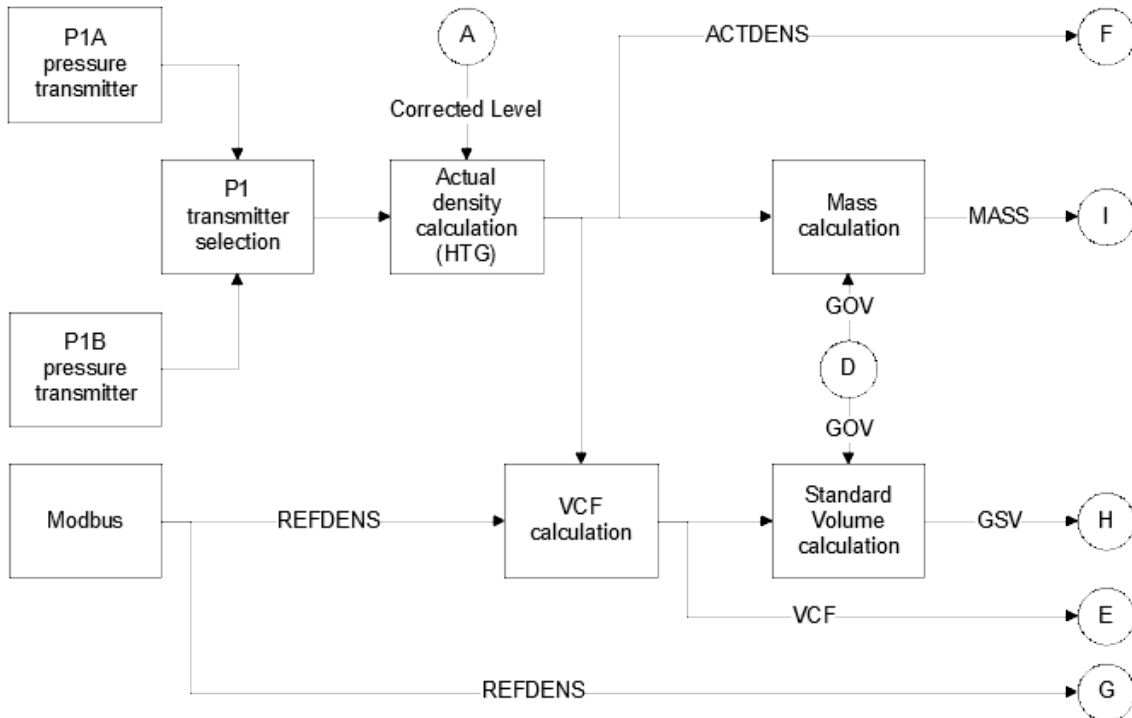 P1A
pressure
transmitter
A
ACTDENS
F
Corrected Level
P1
transmitter
selection
Actual
density
calculation
(HTG)
Mass
calculation
MASS
I
GOV
P1B
pressure
transmitter
D
GOV
Modbus
REFDENS
VCF
calculation
Standard
Volume
calculation
GSV
H
VCF
E
REFDENS
G